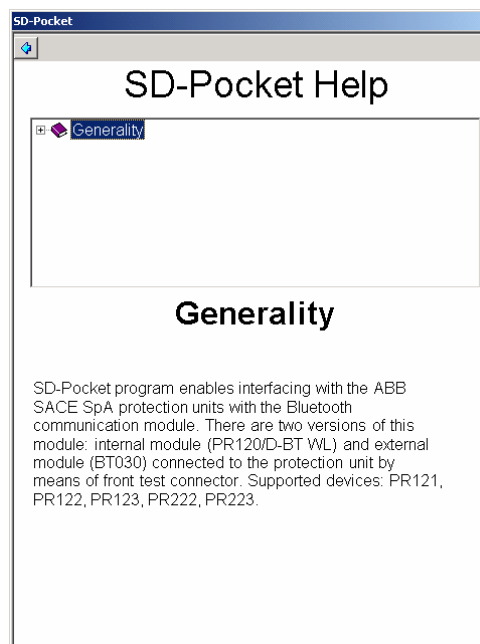 SD-Pocket
SD-Pocket Help
Generality
Generality
SD-Pocket program enables interfacing with the ABB
SACE SpA protection units with the Bluetooth
communication module. There are two versions of this
module: internal module (PR120/D-BT WL) and external
module (BT030) connected to the protection unit by
means of front test connector. Supported devices: PR121,
PR122, PR123, PR222, PR223.